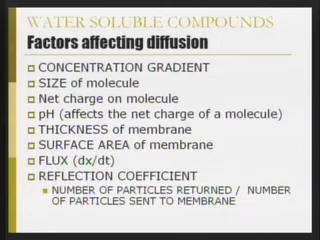 WATER SOLUBLE COMPOUNDS
Factors affecting diffusion
CONCENTRATION GRADIENT
SIZE of molecule
Net charge on molecule
pH (affects the net charge of a molecule)
THICKNESS of membrane
SURFACE AREA of membrane
FLUX (dx/dt)
REFLECTION COEFFICIENT
NUMBER OF PARTICLES RETURNED / NUMBER
OF PARTICLES SENT TO MEMBRANE